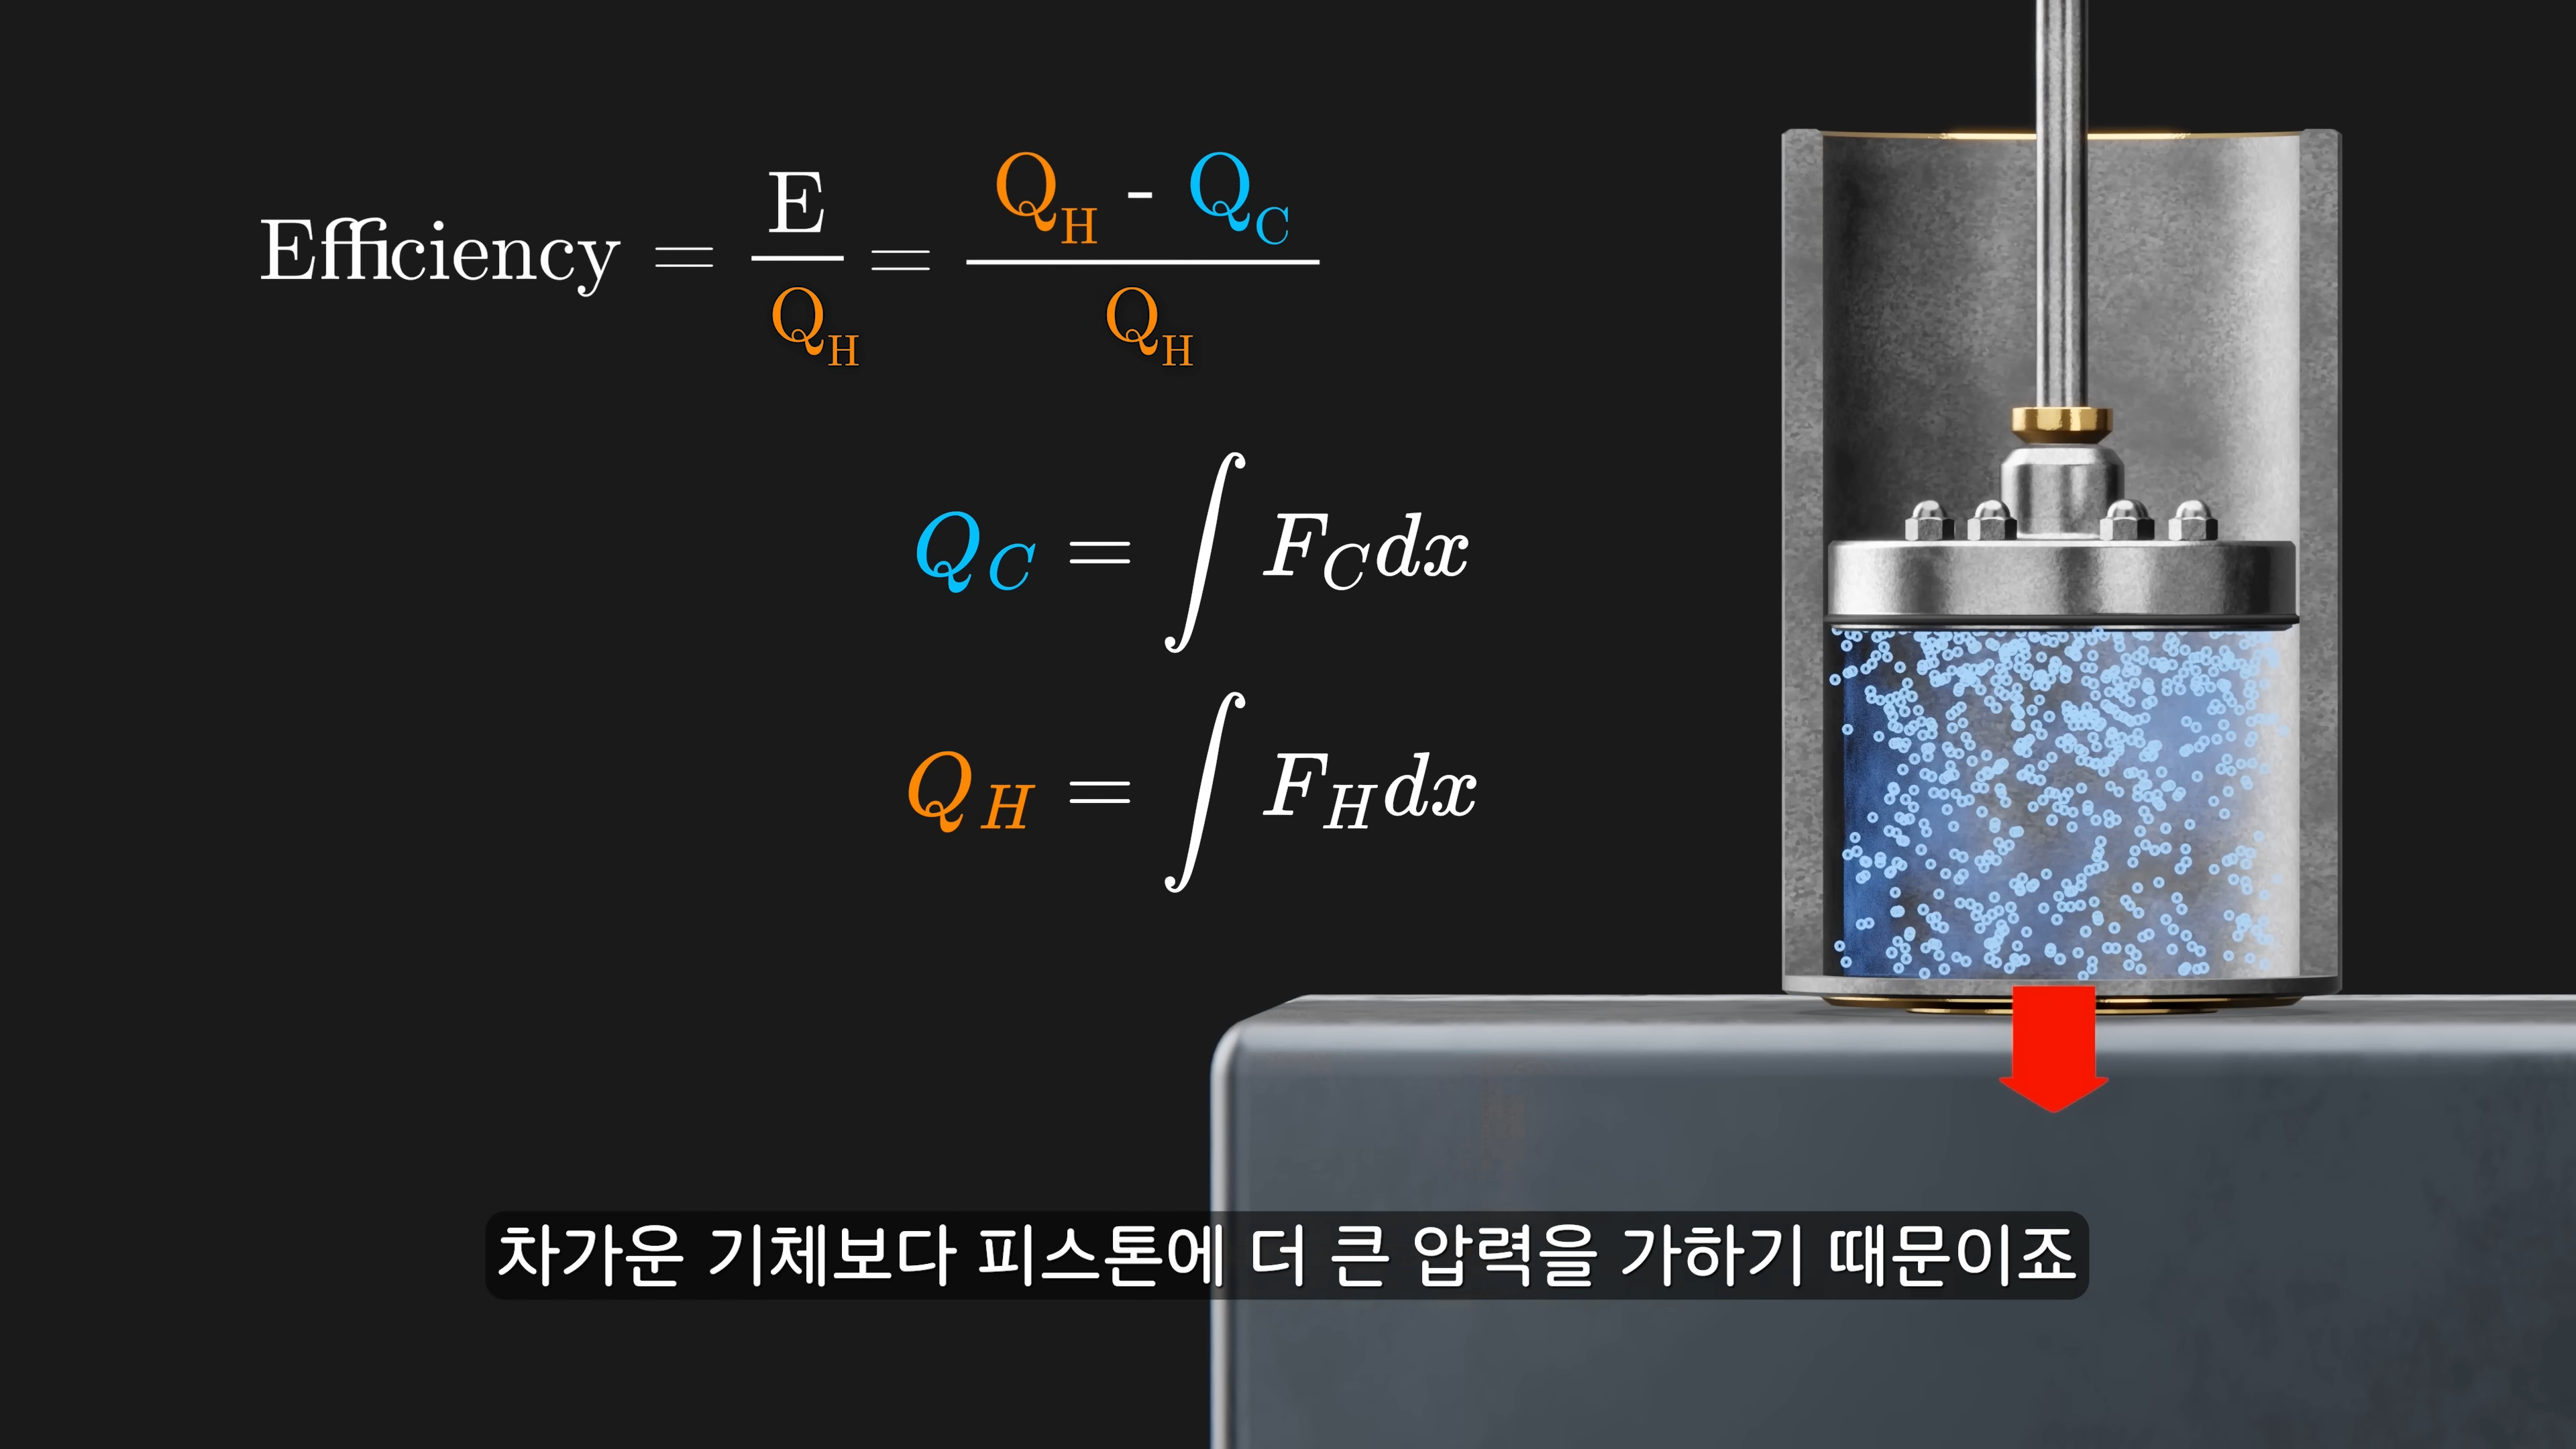 Efficiency = E / Q_H = (Q_H - Q_C) / Q_H
Q_C = ∫ F_C dx
Q_H = ∫ F_H dx
차가운 기체보다 피스톤에 더 큰 압력을 가하기 때문이죠